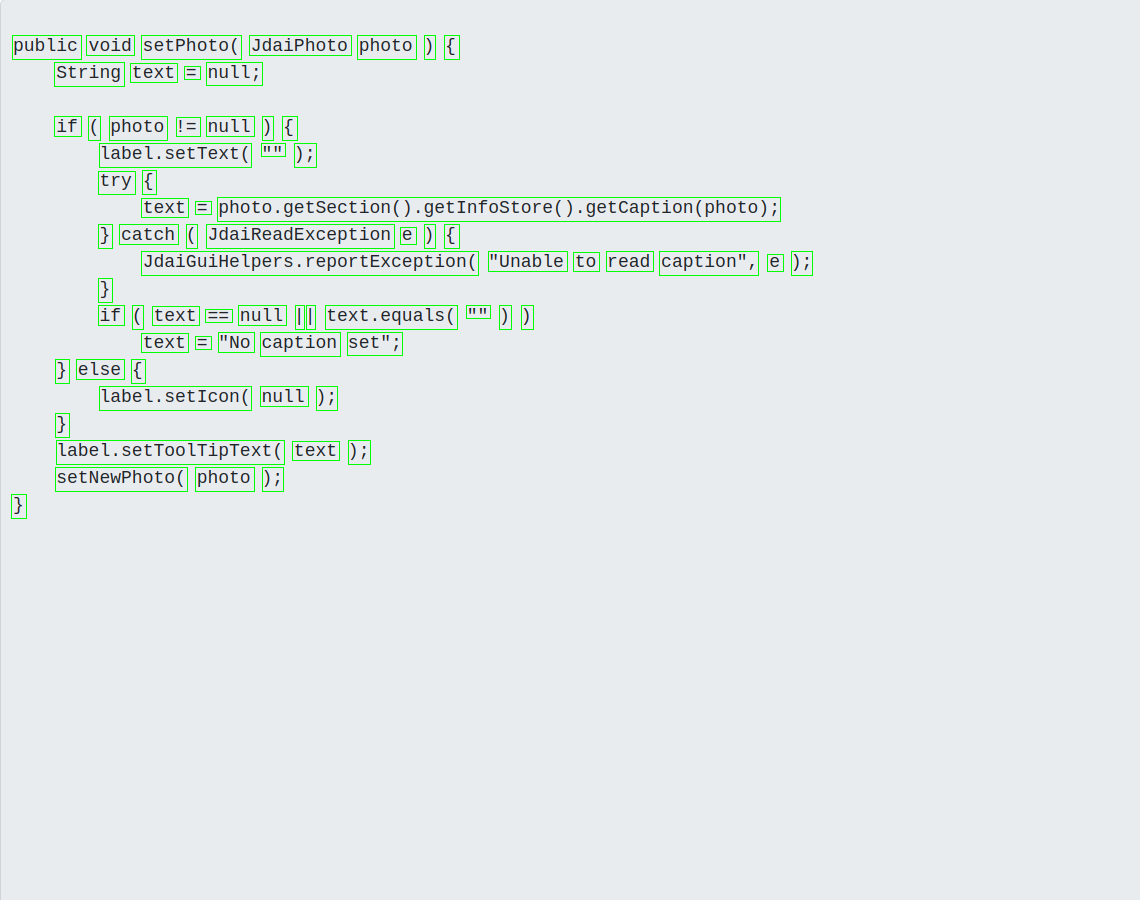 public void setPhoto( JdaiPhoto photo ) {
    String text = null;

    if ( photo != null ) {
        label.setText( "" );
        try {
            text = photo.getSection().getInfoStore().getCaption(photo);
        } catch ( JdaiReadException e ) {
            JdaiGuiHelpers.reportException( "Unable to read caption", e );
        }
        if ( text == null || text.equals( "" ) )
            text = "No caption set";
    } else {
        label.setIcon( null );
    }
    label.setToolTipText( text );
    setNewPhoto( photo );
}